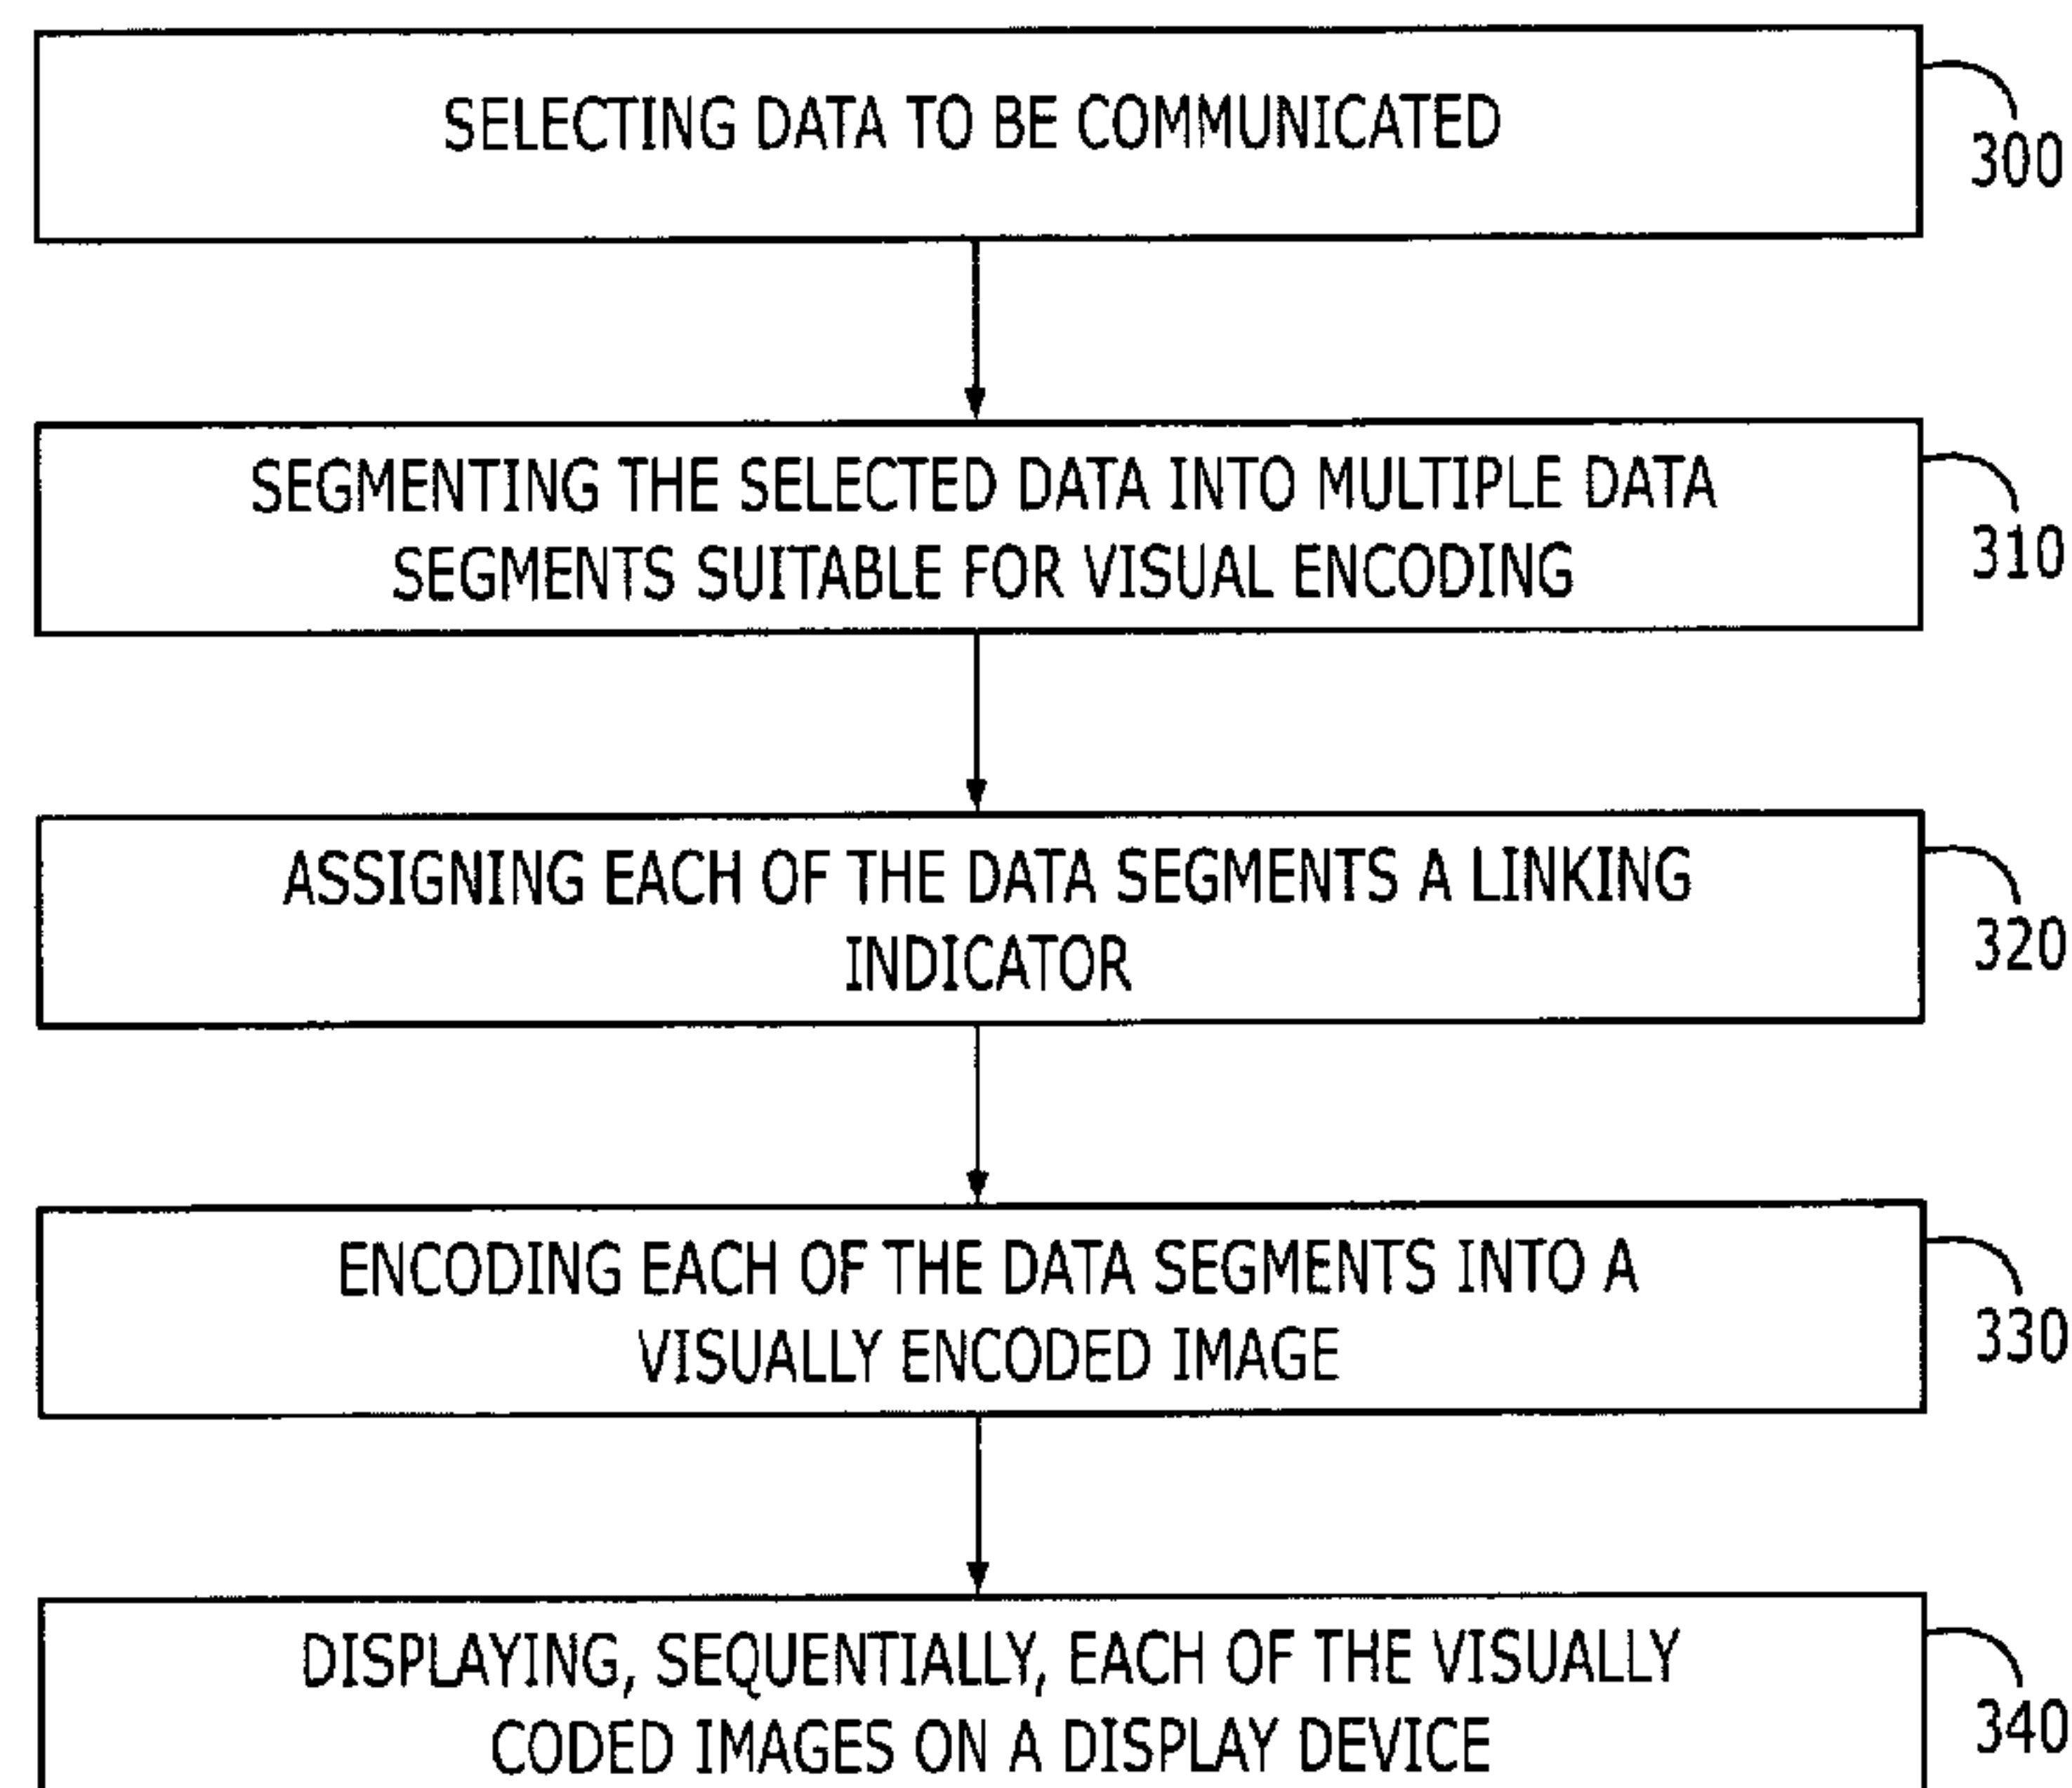 SELECTING DATA TO BE COMMUNICATED
300
SEGMENTING THE SELECTED DATA INTO MULTIPLE DATA
SEGMENTS SUITABLE FOR VISUAL ENCODING
310
ASSIGNING EACH OF THE DATA SEGMENTS A LINKING
INDICATOR
320
ENCODING EACH OF THE DATA SEGMENTS INTO A
VISUALLY ENCODED IMAGE
330
DISPLAYING, SEQUENTIALLY, EACH OF THE VISUALLY
CODED IMAGES ON A DISPLAY DEVICE
340